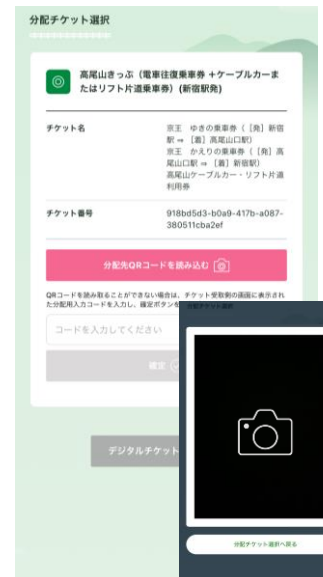 分配チケット選択
高尾山きっぷ（電車往復乗車券 +ケーブルカーま
たはリフト片道乗車券）(新宿駅発)
チケット名
京王 ゆきの乗車券（［発］新宿
駅 ⇒ ［着］高尾山口駅）
京王 かえりの乗車券（［発］高
尾山口駅 ⇒ ［着］新宿駅）
高尾山ケーブルカー・リフト片道
利用券
チケット番号
918bd5d3-b0a9-417b-a087-
380511cba2ef
分配先QRコードを読み込む
QRコードを読み取ることができない場合は、チケット受取側の画面に表示され
た分配用入力コードを入力し、確定ボタンを
コードを入力してください
確定
デジタルチケット
分配チケット選択
分配チケット選択へ戻る